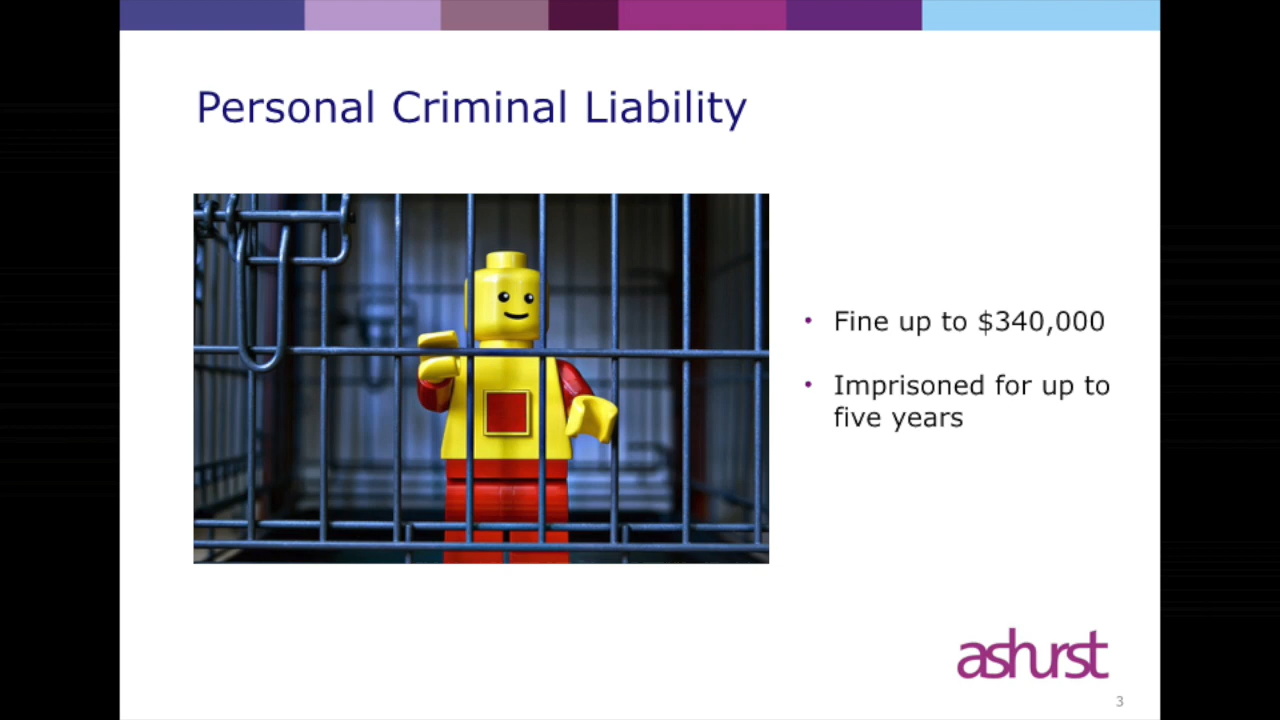 Personal Criminal Liability
• Fine up to $340,000
• Imprisoned for up to
five years
ashurst
3